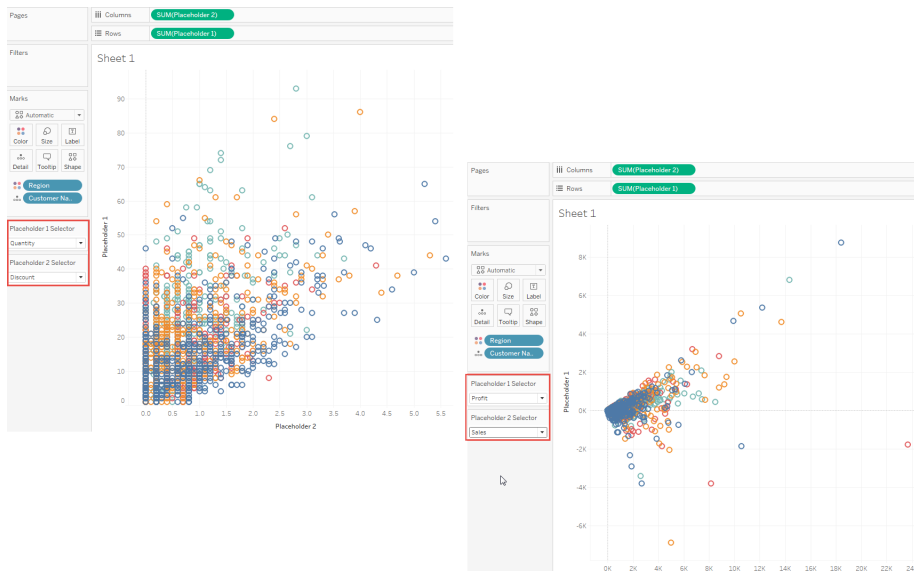 Pages
Columns
SUM(Placeholder 2)
Rows
SUM(Placeholder 1)
Filters
Sheet 1
Marks
Automatic
Color
Size
Label
Detail
Tooltip
Shape
Region
Customer Na..
Placeholder 1 Selector
Quantity
Placeholder 2 Selector
Discount
Placeholder 1
90
80
70
60
50
40
30
20
10
0
0.0
0.5
1.0
1.5
2.0
2.5
3.0
3.5
4.0
4.5
5.0
5.5
Placeholder 2
Pages
Columns
SUM(Placeholder 2)
Rows
SUM(Placeholder 1)
Filters
Sheet 1
Marks
Automatic
Color
Size
Label
Detail
Tooltip
Shape
Region
Customer Na..
Placeholder 1 Selector
Profit
Placeholder 2 Selector
Sales
Placeholder 1
8K
6K
4K
2K
0K
-2K
-4K
-6K
0K
2K
4K
6K
8K
10K
12K
14K
16K
18K
20K
22K